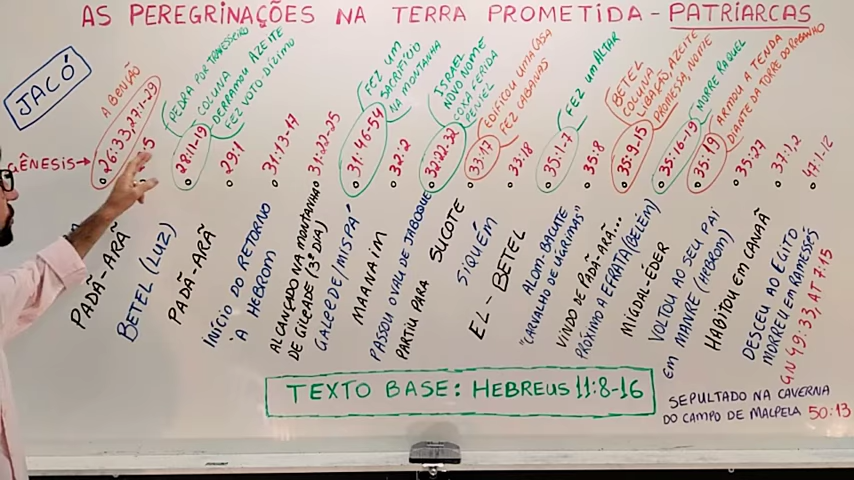 AS PEREGRINAÇÕES NA TERRA PROMETIDA - PATRIARCAS
JACÓ
GÊNESIS→
A BENÇÃO
26:33, 27:1-29
PEDRA POR TRAVESSEIRO
COLUNA
DERRAMOU AZEITE
FEZ VOTO: DÍZIMO
28:11-19
29:1
31:13-17
31:22-25
FEZ UM
SACRIFÍCIO
NA MONTANHA
31:46-54
32:2
ISRAEL
NOVO NOME
COXA FERIDA
PENIEL
32:22-32
EDIFICOU UMA CASA
FEZ CABANAS
33:17
33:18
FEZ UM ALTAR
35:1-7
35:8
BETEL
COLUNA
LIBAÇÃO, AZEITE
PROMESSA, NOME
35:9-15
MORRE RAQUEL
35:16-19
ARMOU A TENDA
DIANTE DA TORRE DO REBANHO
35:19
35:27
37:1,2
47:1-12
PADÃ-ARÃ
BETEL (LUZ)
PADÃ-ARÃ
INÍCIO DO RETORNO
À HEBROM
ALCANÇADO NA MONTANHA
DE GILEADE (3º DIA)
GALEEDE/MISPÁ
MAANAIM
PASSOU O VAU DE JABOQUE
PARTIU PARA SUCOTE
SIQUÉM
EL-BETEL
ALOM-BACUTE
"CARVALHO DE LÁGRIMAS"
VINDO DE PADÃ-ARÃ...
PRÓXIMO A EFRATA (BELÉM)
MIGDAL-ÉDER
VOLTOU AO SEU PAI
EM MANRE (HEBROM)
HABITOU EM CANAÃ
DESCEU AO EGITO
MORREU EM RAMESSÉS
GN 49:33, AT 7:15
TEXTO BASE: HEBREUS 11:8-16
SEPULTADO NA CAVERNA
DO CAMPO DE MALPELA 50:13